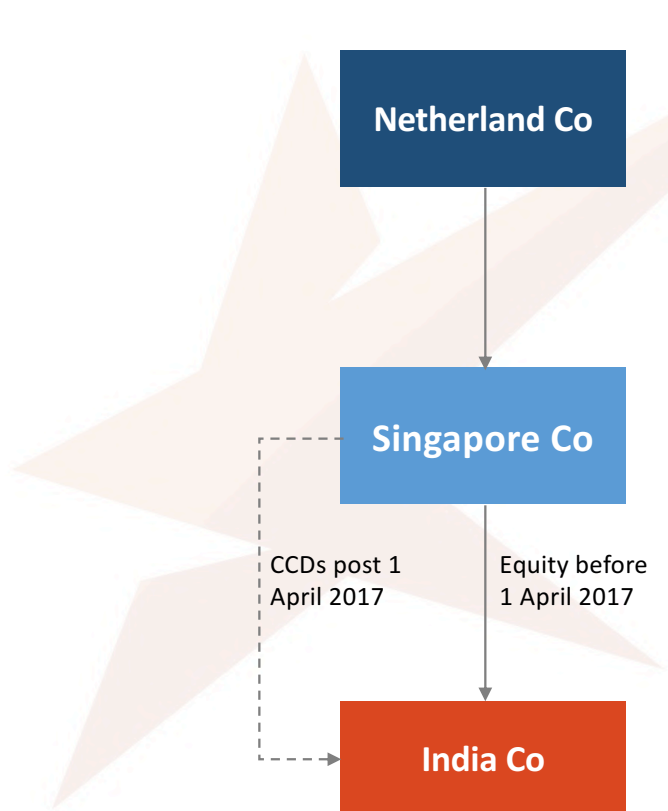 Netherland Co
Singapore Co
CCDs post 1
April 2017
Equity before
1 April 2017
India Co